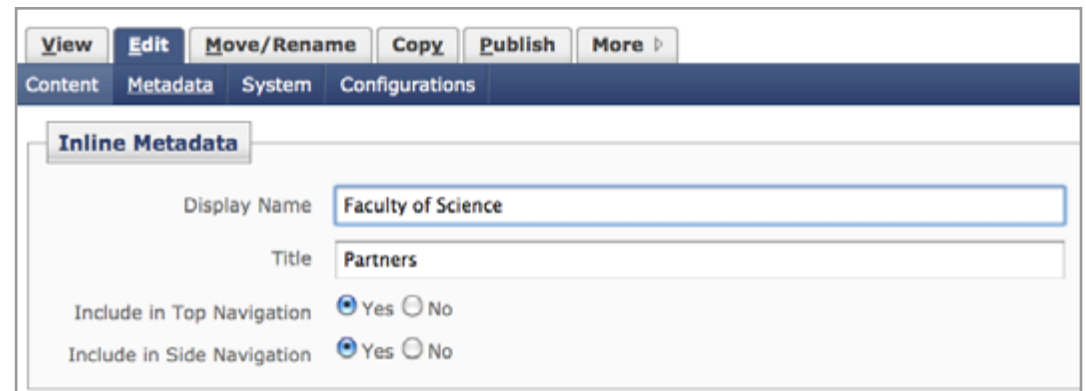 View Edit Move/Rename Copy Publish More
Content Metadata System Configurations
Inline Metadata
Display Name Faculty of Science
Title Partners
Include in Top Navigation Yes No
Include in Side Navigation Yes No